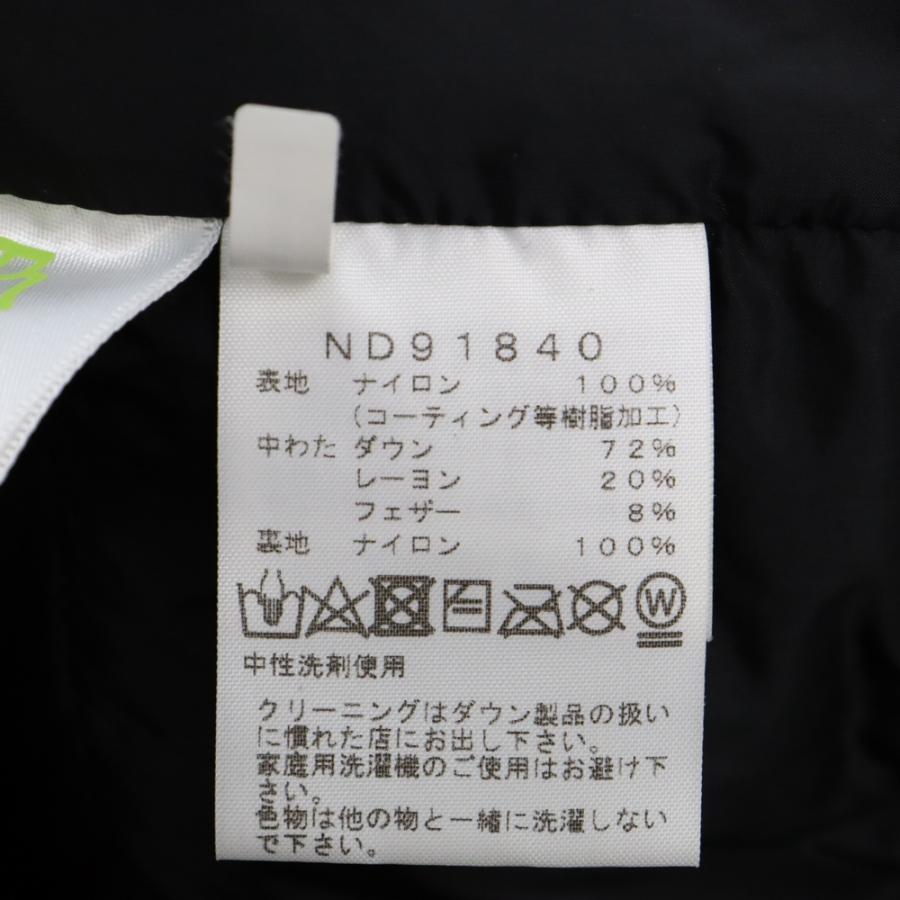 ND91840
表地 ナイロン 100%
(コーティング等樹脂加工)
中わた ダウン 72%
レーヨン 20%
フェザー 8%
裏地 ナイロン 100%
W
中性洗剤使用
クリーニングはダウン製品の扱い
に慣れた店にお出し下さい。
家庭用洗濯機のご使用はお避け下
さい。
色物は他の物と一緒に洗濯しない
で下さい。